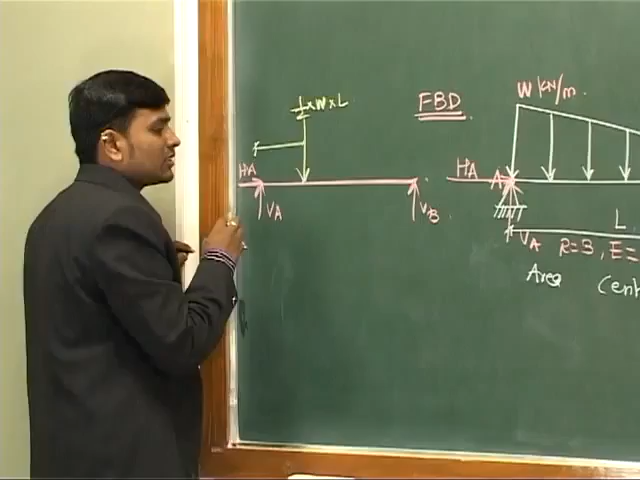 ½×W×L
HA
VA
VB
FBD
W kN/m
HA A
L
VA R=3, E=
Area Cent